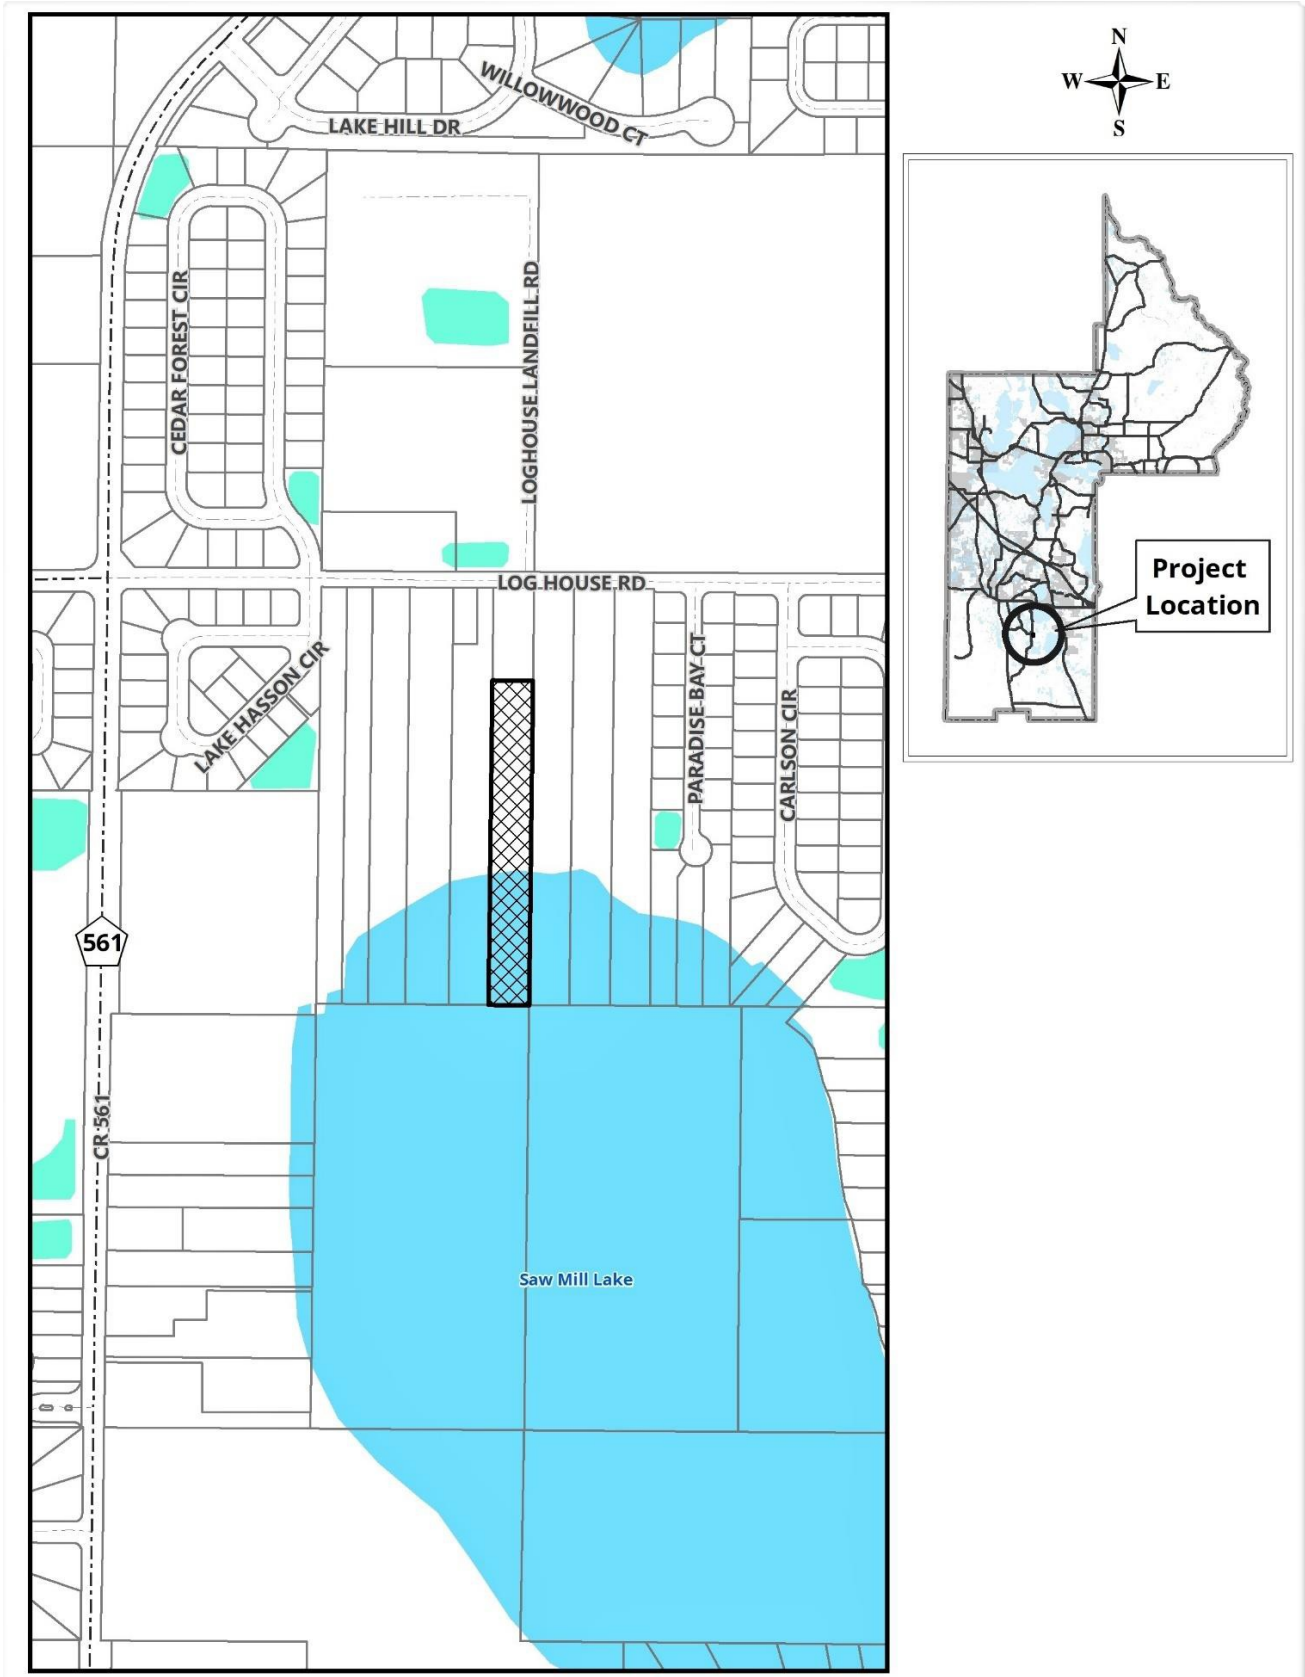 N
W E
S
WILLOWWOOD CT
LAKE HILL DR
CEDAR FOREST CIR
LOGHOUSE LANDFILL RD
LOG HOUSE RD
Project
Location
LAKE HASSON CIR
PARADISE BAY CT
CARLSON CIR
561
CR 561
Saw Mill Lake